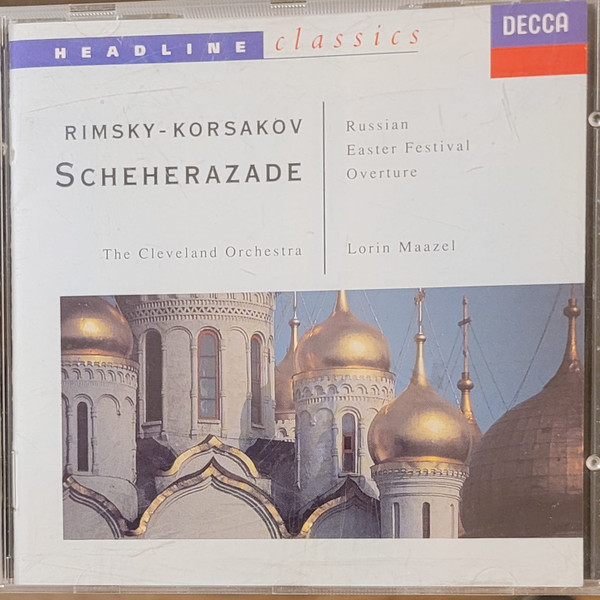 HEADLINE classics
DECCA
RIMSKY-KORSAKOV
SCHEHERAZADE
The Cleveland Orchestra
Russian
Easter Festival
Overture
Lorin Maazel